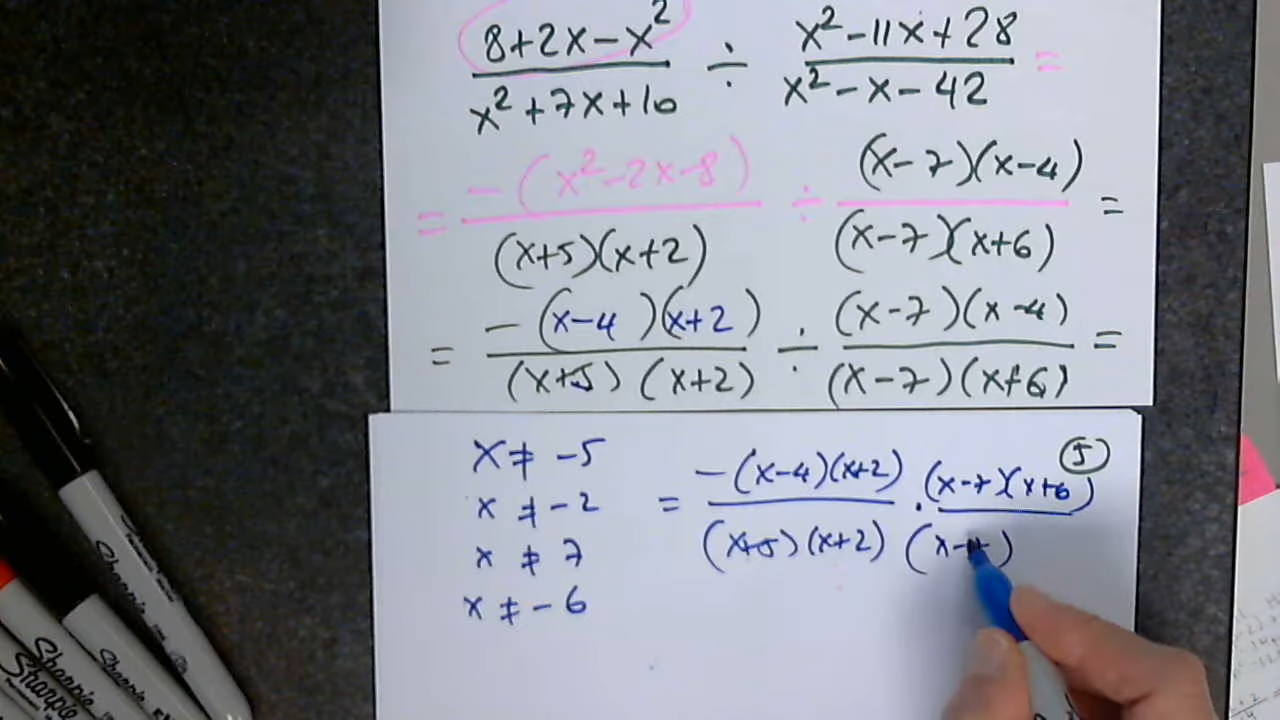 8+2x-x² / x²+7x+10 ÷ x²-11x+28 / x²-x-42 =
= -(x²-2x-8) / (x+5)(x+2) ÷ (x-7)(x-4) / (x-7)(x+6) =
= -(x-4)(x+2) / (x+5)(x+2) ÷ (x-7)(x-4) / (x-7)(x+6) =
5
x≠-5
x≠-2
x≠7
x≠-6
= -(x-4)(x+2) / (x+5)(x+2) · (x-7)(x+6) / (x-
Sharpie
Sharpie
Sharpie